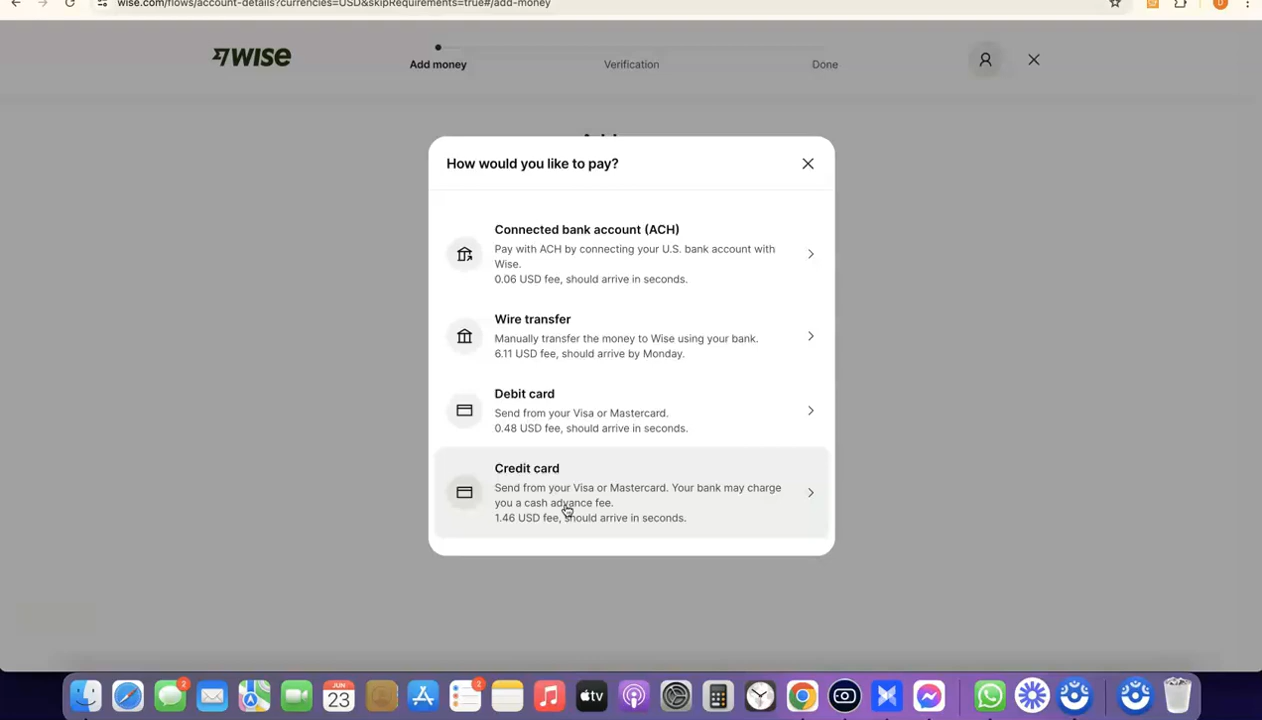 wise.com/flows/account-details?currencies=USD&skipRequirements=true#/add-money
WISE
Add money
Verification
Done
How would you like to pay?
Connected bank account (ACH)
Pay with ACH by connecting your U.S. bank account with
Wise.
0.06 USD fee, should arrive in seconds.
Wire transfer
Manually transfer the money to Wise using your bank.
6.11 USD fee, should arrive by Monday.
Debit card
Send from your Visa or Mastercard.
0.48 USD fee, should arrive in seconds.
Credit card
Send from your Visa or Mastercard. Your bank may charge
you a cash advance fee.
1.46 USD fee, should arrive in seconds.
2
JUN
23
2
tv